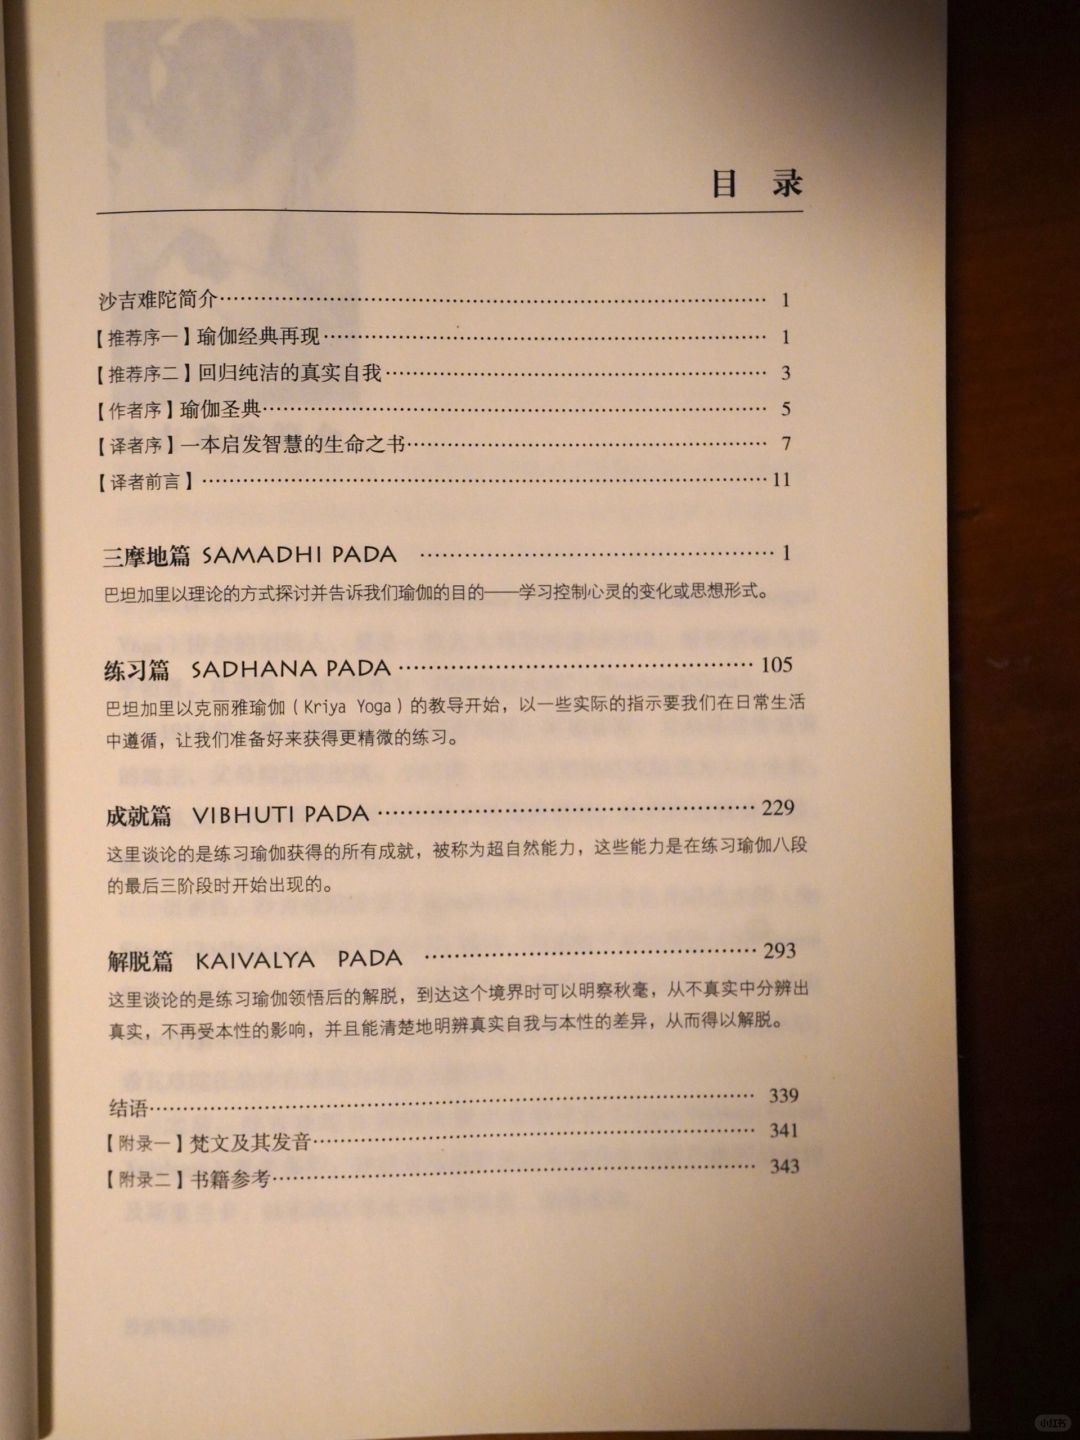 目 录
沙吉难陀简介 1
【推荐序一】瑜伽经典再现 1
【推荐序二】回归纯洁的真实自我 3
【作者序】瑜伽圣典 5
【译者序】一本启发智慧的生命之书 7
【译者前言】 11
三摩地篇 SAMADHI PADA 1
巴坦加里以理论的方式探讨并告诉我们瑜伽的目的——学习控制心灵的变化或思想形式。
练习篇 SADHANA PADA 105
巴坦加里以克丽雅瑜伽(Kriya Yoga)的教导开始,以一些实际的指示要我们在日常生活
中遵循,让我们准备好来获得更精微的练习。
成就篇 VIBHUTI PADA 229
这里谈论的是练习瑜伽获得的所有成就,被称为超自然能力,这些能力是在练习瑜伽八段
的最后三阶段时开始出现的。
解脱篇 KAIVALYA PADA 293
这里谈论的是练习瑜伽领悟后的解脱,到达这个境界时可以明察秋毫,从不真实中分辨出
真实,不再受本性的影响,并且能清楚地明辨真实自我与本性的差异,从而得以解脱。
结语 339
【附录一】梵文及其发音 341
【附录二】书籍参考 343
小红书